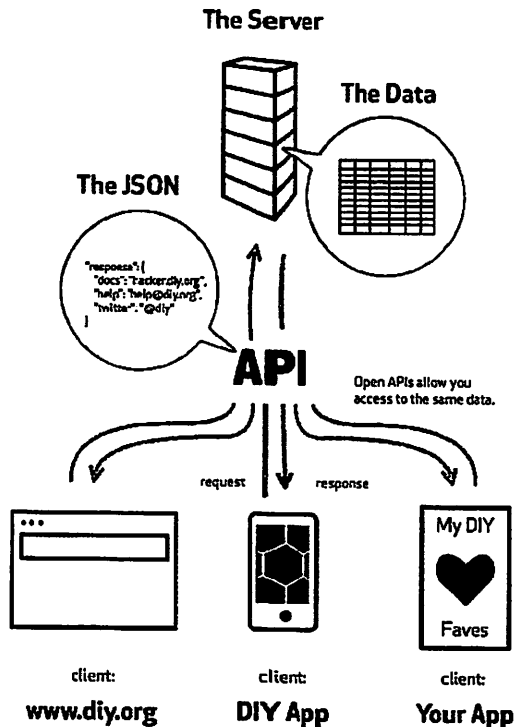 The Server
The Data
The JSON
"response": {
"docs": "hacker.diy.org",
"help": "help@diy.org",
"twitter": "@diy"
}
API
Open APIs allow you
access to the same data.
request
response
My DIY
Faves
client:
www.diy.org
client:
DIY App
client:
Your App